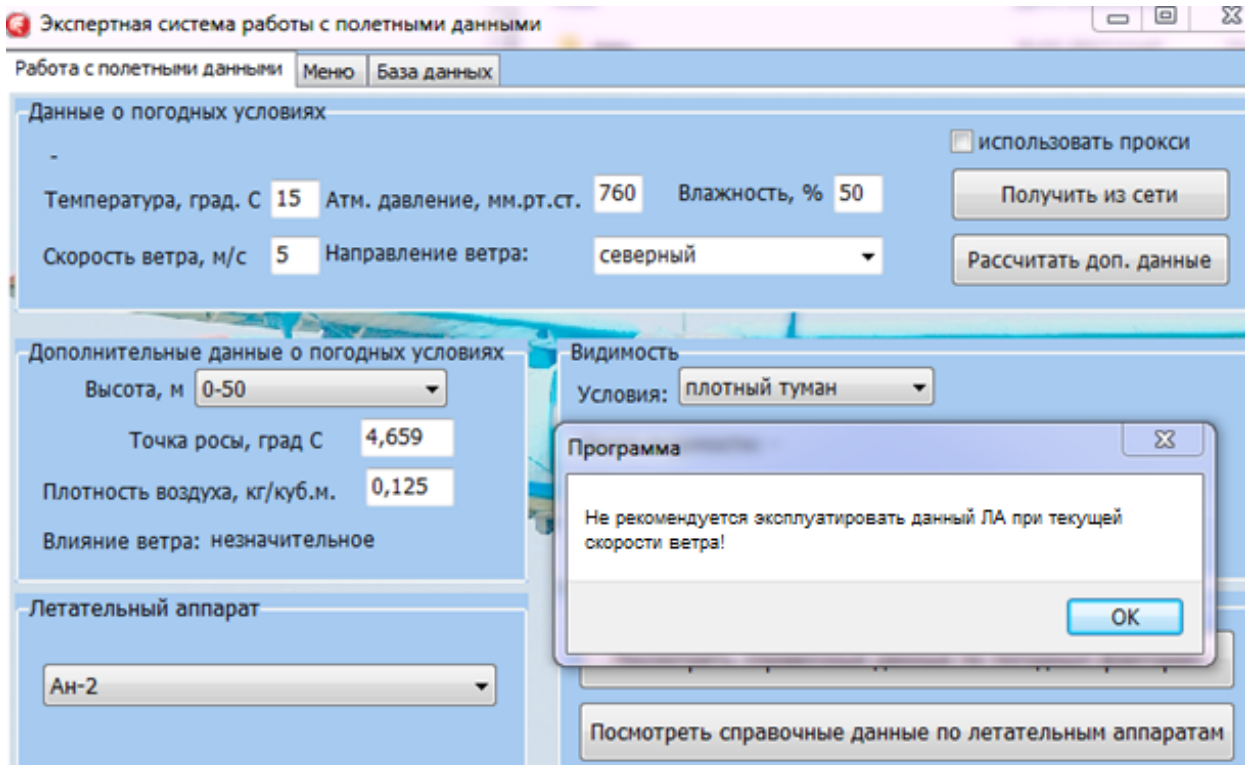 Экспертная система работы с полетными данными
Работа с полетными данными Меню База данных
Данные о погодных условиях
-
использовать прокси
Температура, град. С 15 Атм. давление, мм.рт.ст. 760 Влажность, % 50
Получить из сети
Скорость ветра, м/с 5 Направление ветра: северный
Рассчитать доп. данные
Дополнительные данные о погодных условиях
Высота, м 0-50
Точка росы, град С 4,659
Плотность воздуха, кг/куб.м. 0,125
Влияние ветра: незначительное
Видимость
Условия: плотный туман
Программа
Не рекомендуется эксплуатировать данный ЛА при текущей
скорости ветра!
OK
Летательный аппарат
Ан-2
Посмотреть справочные данные по летательным аппаратам